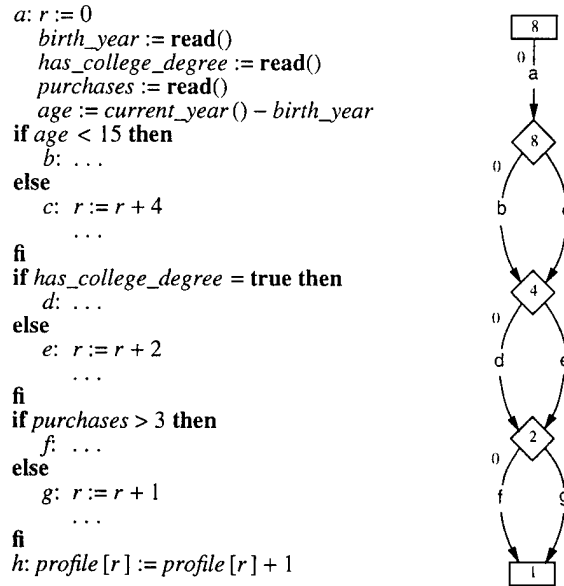 a: r := 0
birth_year := read()
has_college_degree := read()
purchases := read()
age := current_year() – birth_year
if age < 15 then
b: . . .
else
c: r := r + 4
. . .
fi
if has_college_degree = true then
d: . . .
else
e: r := r + 2
. . .
fi
if purchases > 3 then
f: . . .
else
g: r := r + 1
. . .
fi
h: profile [r] := profile [r] + 1
8
0
a
8
0
b
c
4
0
d
e
2
0
f
g
1